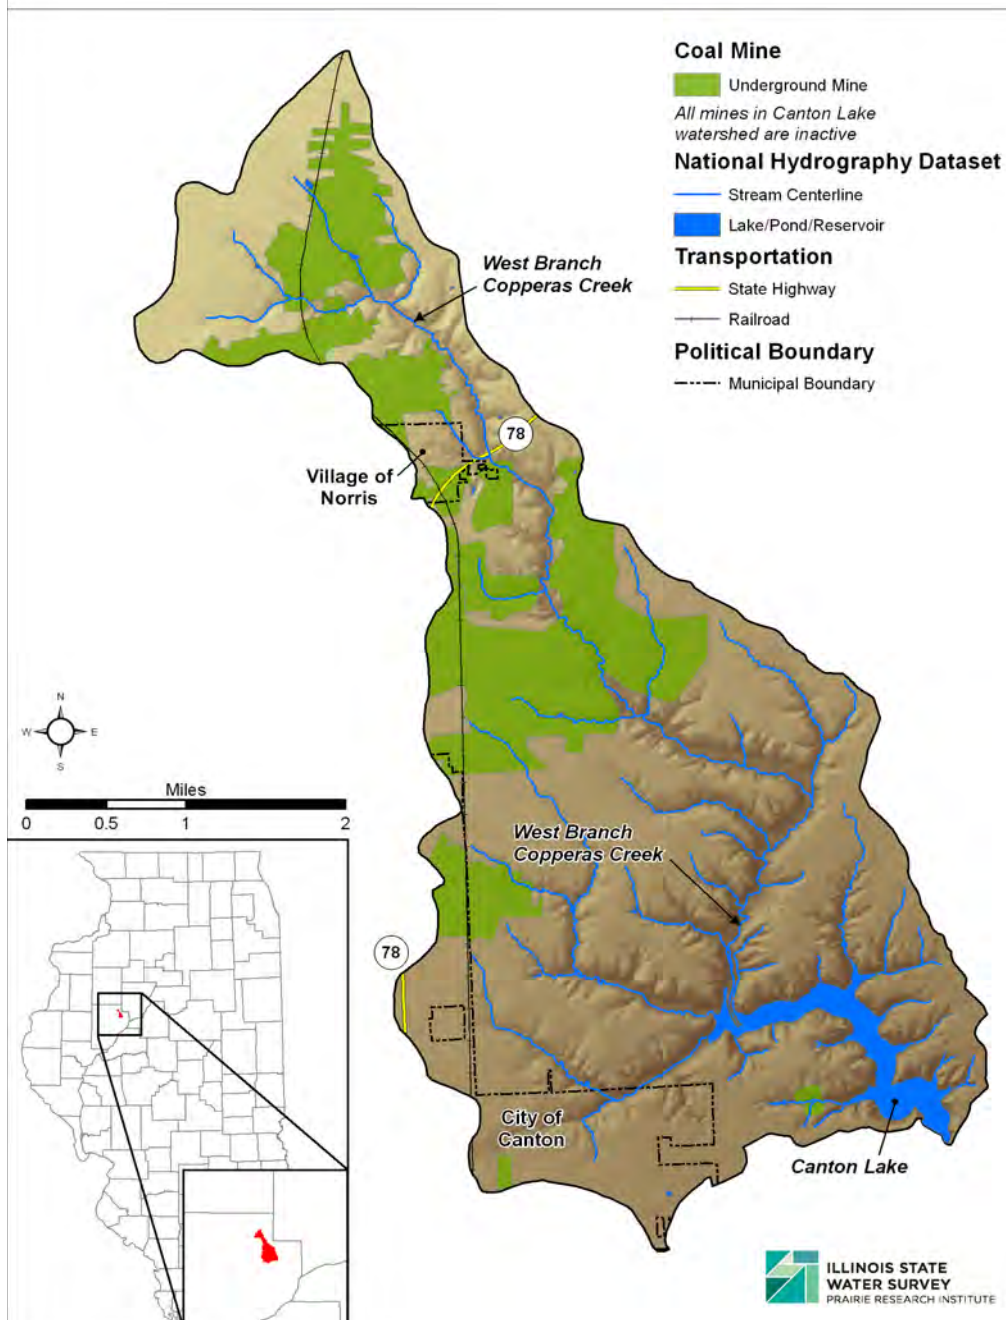 Coal Mine
Underground Mine
All mines in Canton Lake
watershed are inactive
National Hydrography Dataset
Stream Centerline
Lake/Pond/Reservoir
Transportation
State Highway
Railroad
Political Boundary
Municipal Boundary
West Branch
Copperas Creek
78
Village of
Norris
N
W
E
S
Miles
0
0.5
1
2
West Branch
Copperas Creek
78
City of
Canton
Canton Lake
ILLINOIS STATE
WATER SURVEY
PRAIRIE RESEARCH INSTITUTE